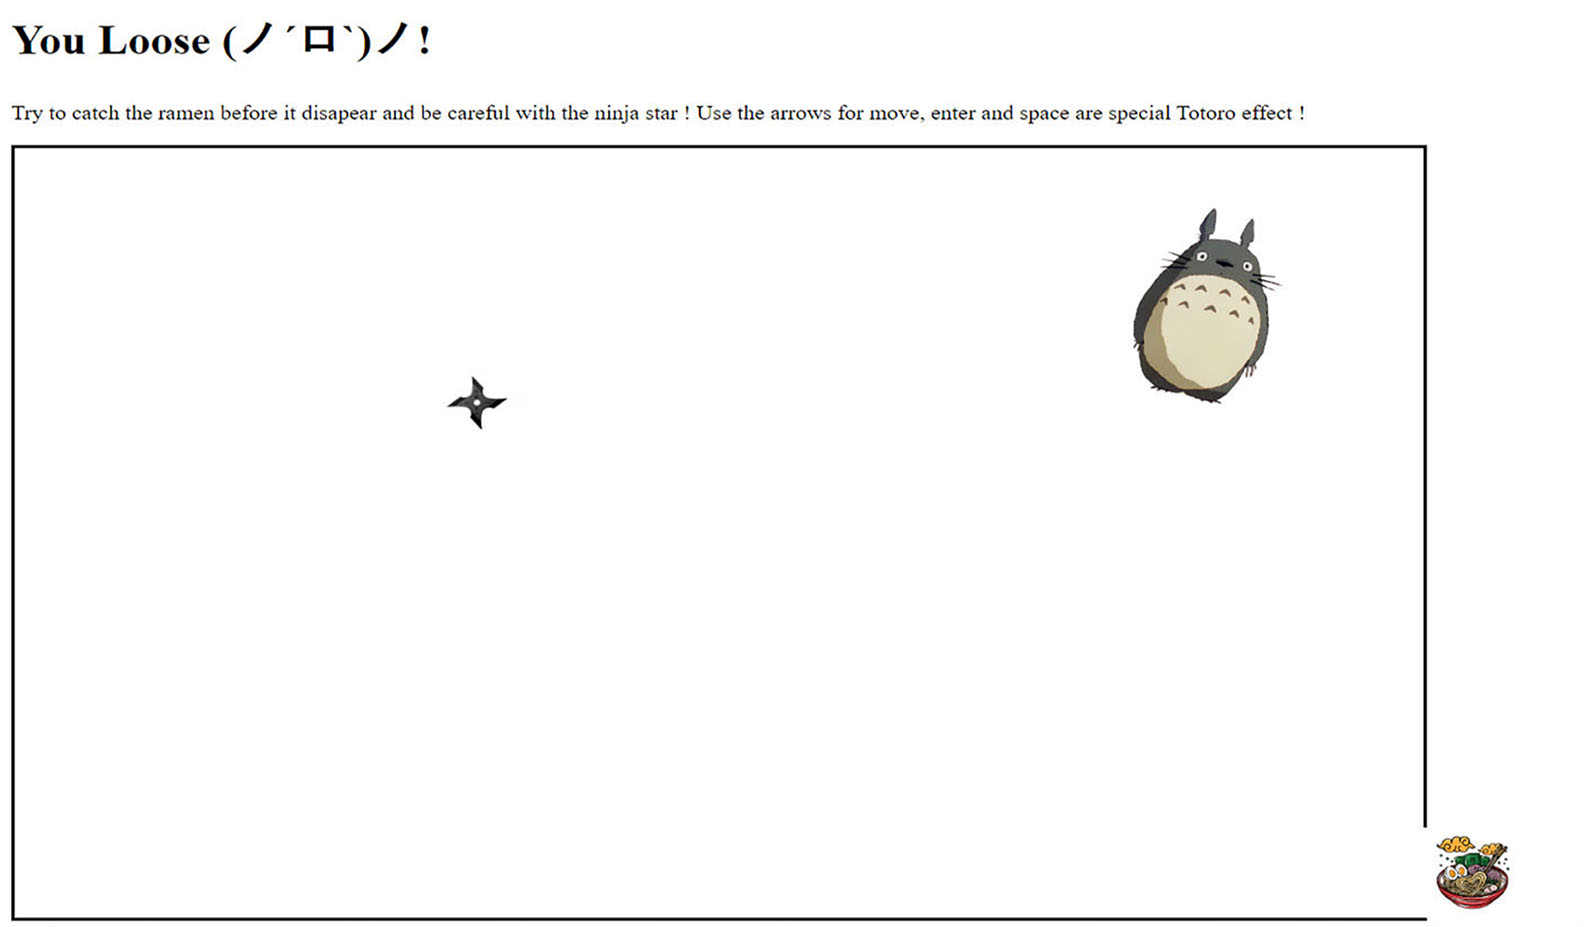 You Loose (ノ´ロ`)ノ!
Try to catch the ramen before it disapear and be careful with the ninja star ! Use the arrows for move, enter and space are special Totoro effect !